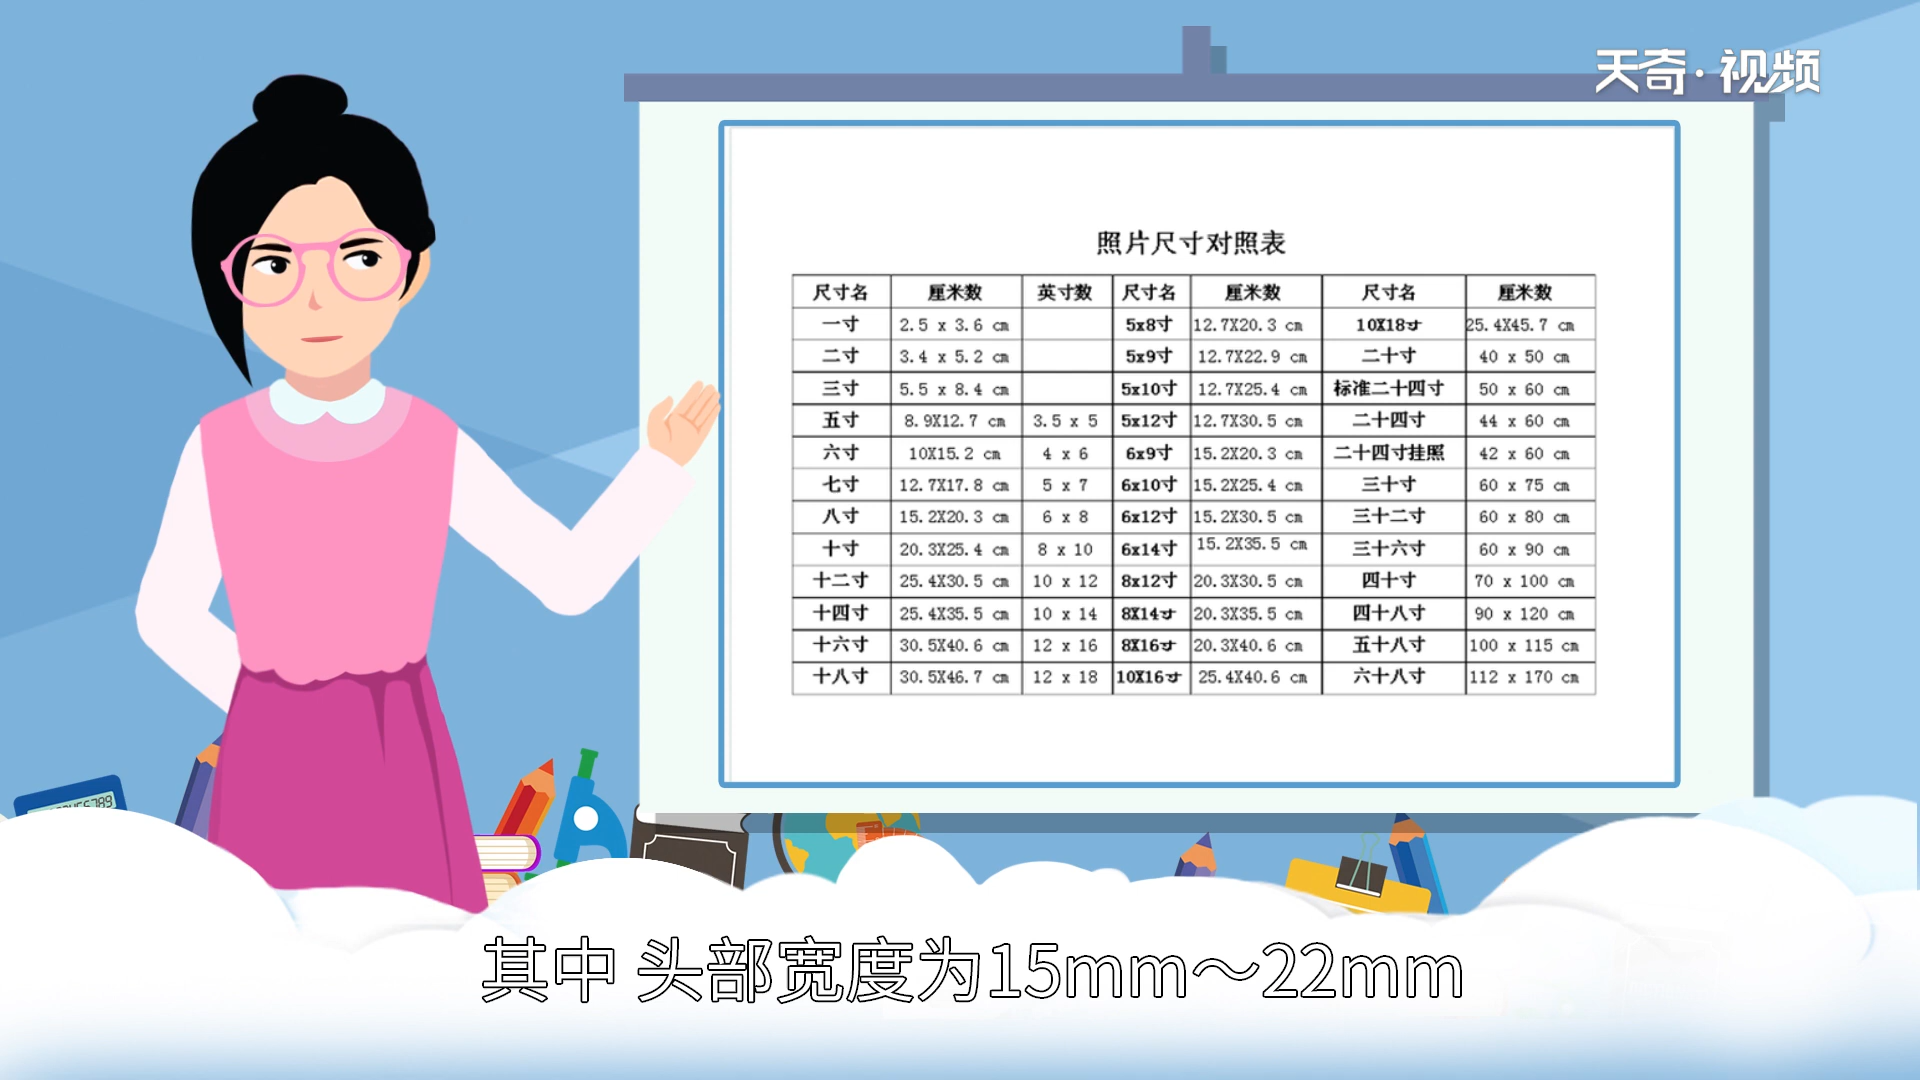 天奇·视频
照片尺寸对照表
尺寸名 厘米数 英寸数 尺寸名 厘米数 尺寸名 厘米数
一寸 2.5 x 3.6 cm 5x8寸 12.7X20.3 cm 10X18寸 25.4X45.7 cm
二寸 3.4 x 5.2 cm 5x9寸 12.7X22.9 cm 二十寸 40 x 50 cm
三寸 5.5 x 8.4 cm 5x10寸 12.7X25.4 cm 标准二十四寸 50 x 60 cm
五寸 8.9X12.7 cm 3.5 x 5 5x12寸 12.7X30.5 cm 二十四寸 44 x 60 cm
六寸 10X15.2 cm 4 x 6 6x9寸 15.2X20.3 cm 二十四寸挂照 42 x 60 cm
七寸 12.7X17.8 cm 5 x 7 6x10寸 15.2X25.4 cm 三十寸 60 x 75 cm
八寸 15.2X20.3 cm 6 x 8 6x12寸 15.2X30.5 cm 三十二寸 60 x 80 cm
十寸 20.3X25.4 cm 8 x 10 6x14寸 15.2X35.5 cm 三十六寸 60 x 90 cm
十二寸 25.4X30.5 cm 10 x 12 8x12寸 20.3X30.5 cm 四十寸 70 x 100 cm
十四寸 25.4X35.5 cm 10 x 14 8X14寸 20.3X35.5 cm 四十八寸 90 x 120 cm
十六寸 30.5X40.6 cm 12 x 16 8X16寸 20.3X40.6 cm 五十八寸 100 x 115 cm
十八寸 30.5X46.7 cm 12 x 18 10X16寸 25.4X40.6 cm 六十八寸 112 x 170 cm
其中 头部宽度为15mm～22mm